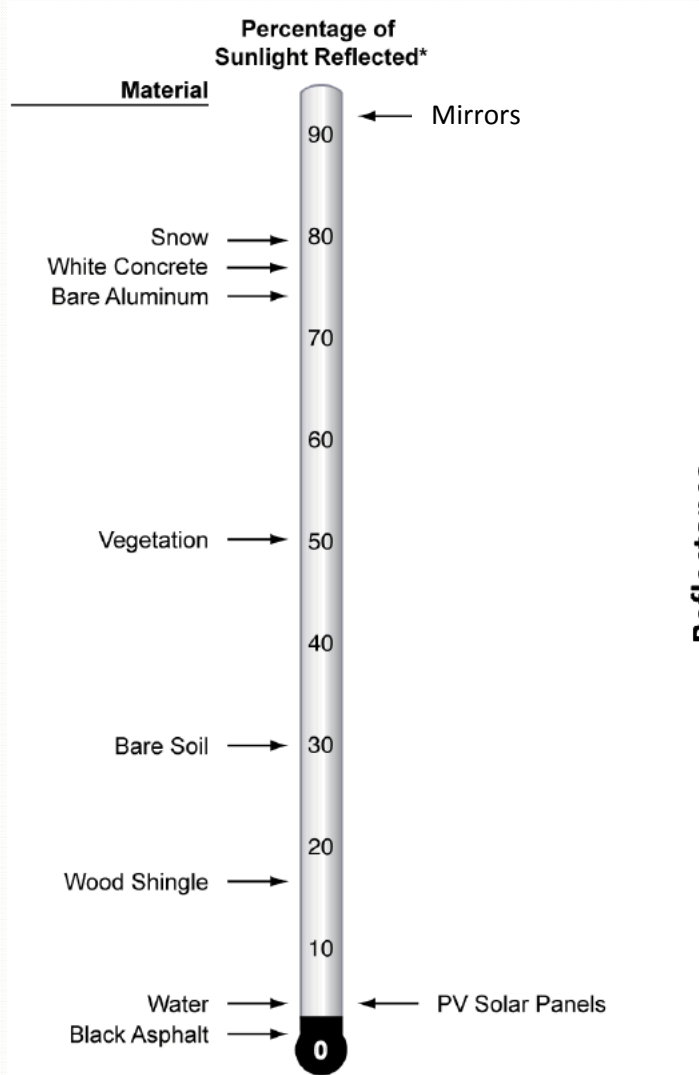 Percentage of
Sunlight Reflected*
Material
Mirrors
90
Snow
80
White Concrete
Bare Aluminum
70
60
Vegetation
50
40
Bare Soil
30
20
Wood Shingle
10
Water
PV Solar Panels
Black Asphalt
0